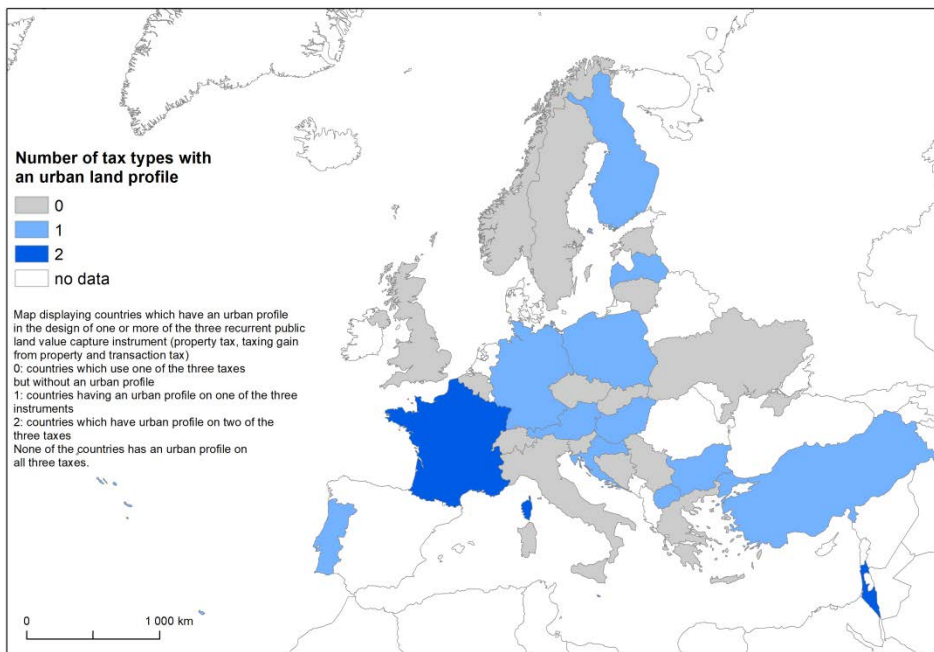 Number of tax types with
an urban land profile
0
1
2
no data
Map displaying countries which have an urban profile
in the design of one or more of the three recurrent public
land value capture instrument (property tax, taxing gain
from property and transaction tax)
0: countries which use one of the three taxes
but without an urban profile
1: countries having an urban profile on one of the three
instruments
2: countries which have urban profile on two of the
three taxes
None of the countries has an urban profile on
all three taxes.
0 1 000 km